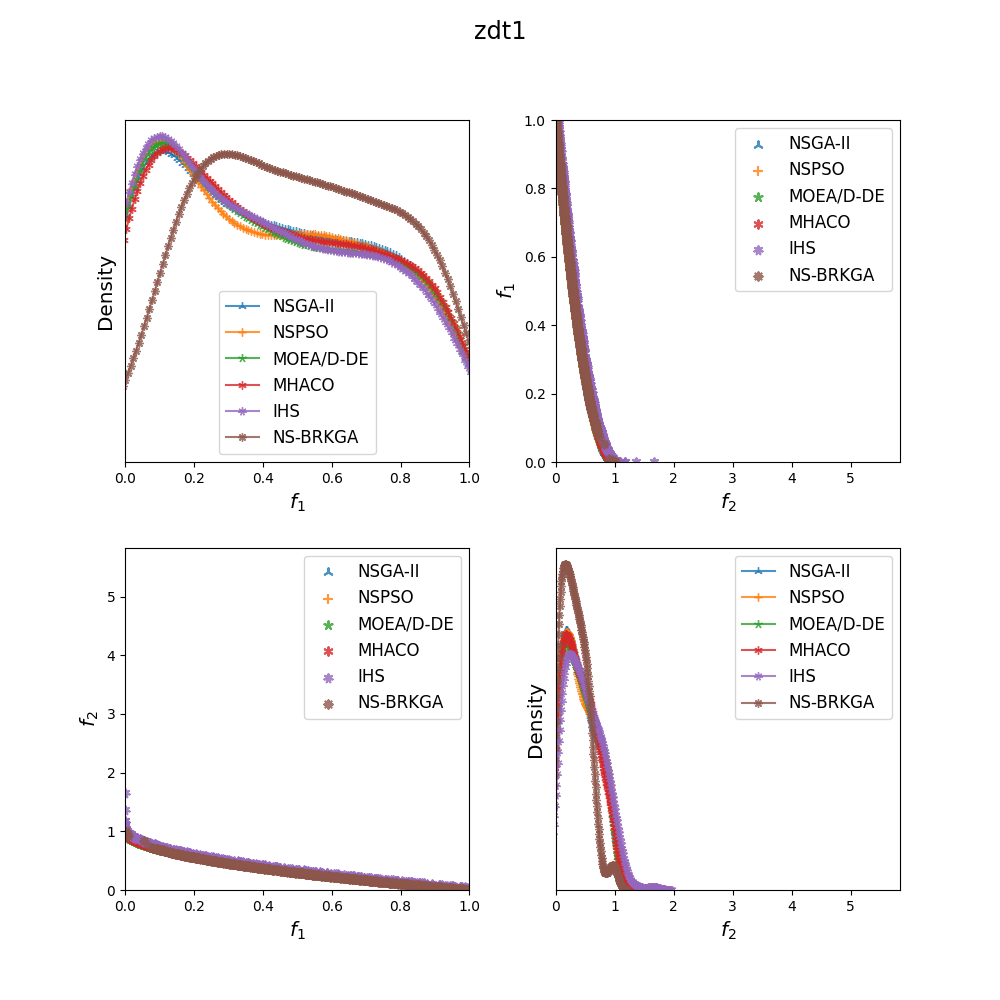 zdt1
Density
NSGA-II
NSPSO
MOEA/D-DE
MHACO
IHS
NS-BRKGA
0.0 0.2 0.4 0.6 0.8 1.0
f1
f1
1.0
0.8
0.6
0.4
0.2
0.0
NSGA-II
NSPSO
MOEA/D-DE
MHACO
IHS
NS-BRKGA
0 1 2 3 4 5
f2
f2
5
4
3
2
1
0
NSGA-II
NSPSO
MOEA/D-DE
MHACO
IHS
NS-BRKGA
0.0 0.2 0.4 0.6 0.8 1.0
f1
Density
NSGA-II
NSPSO
MOEA/D-DE
MHACO
IHS
NS-BRKGA
0 1 2 3 4 5
f2